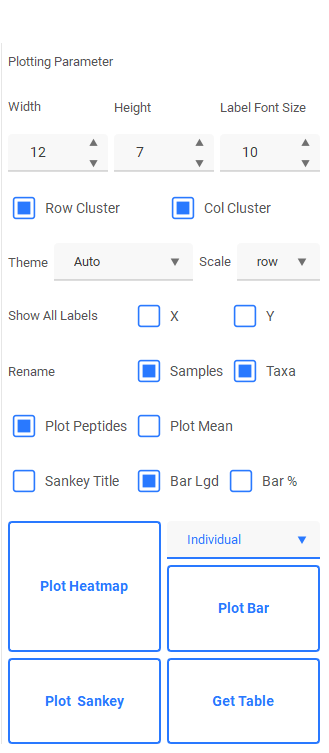 Plotting Parameter
Width Height Label Font Size
12 7 10
Row Cluster Col Cluster
Theme Auto Scale row
Show All Labels X Y
Rename Samples Taxa
Plot Peptides Plot Mean
Sankey Title Bar Lgd Bar %
Individual
Plot Heatmap
Plot Bar
Plot Sankey Get Table